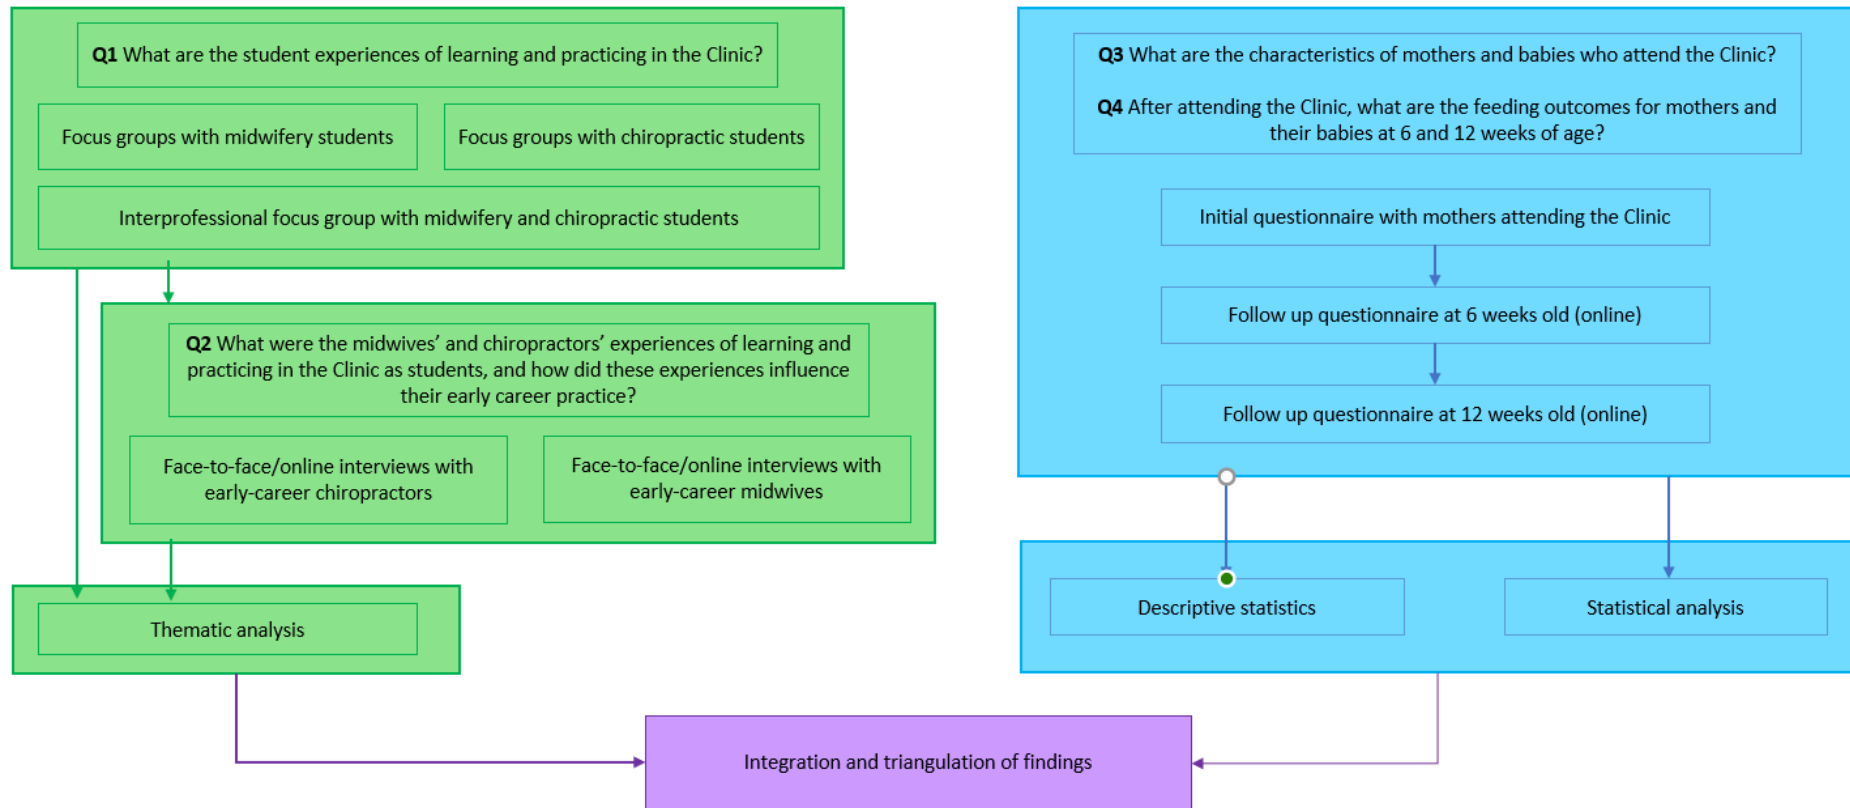 Q1 What are the student experiences of learning and practicing in the Clinic?
Focus groups with midwifery students
Focus groups with chiropractic students
Interprofessional focus group with midwifery and chiropractic students
Q2 What were the midwives’ and chiropractors’ experiences of learning and
practicing in the Clinic as students, and how did these experiences influence
their early career practice?
Face-to-face/online interviews with
early-career chiropractors
Face-to-face/online interviews with
early-career midwives
Thematic analysis
Q3 What are the characteristics of mothers and babies who attend the Clinic?
Q4 After attending the Clinic, what are the feeding outcomes for mothers and
their babies at 6 and 12 weeks of age?
Initial questionnaire with mothers attending the Clinic
Follow up questionnaire at 6 weeks old (online)
Follow up questionnaire at 12 weeks old (online)
Descriptive statistics
Statistical analysis
Integration and triangulation of findings